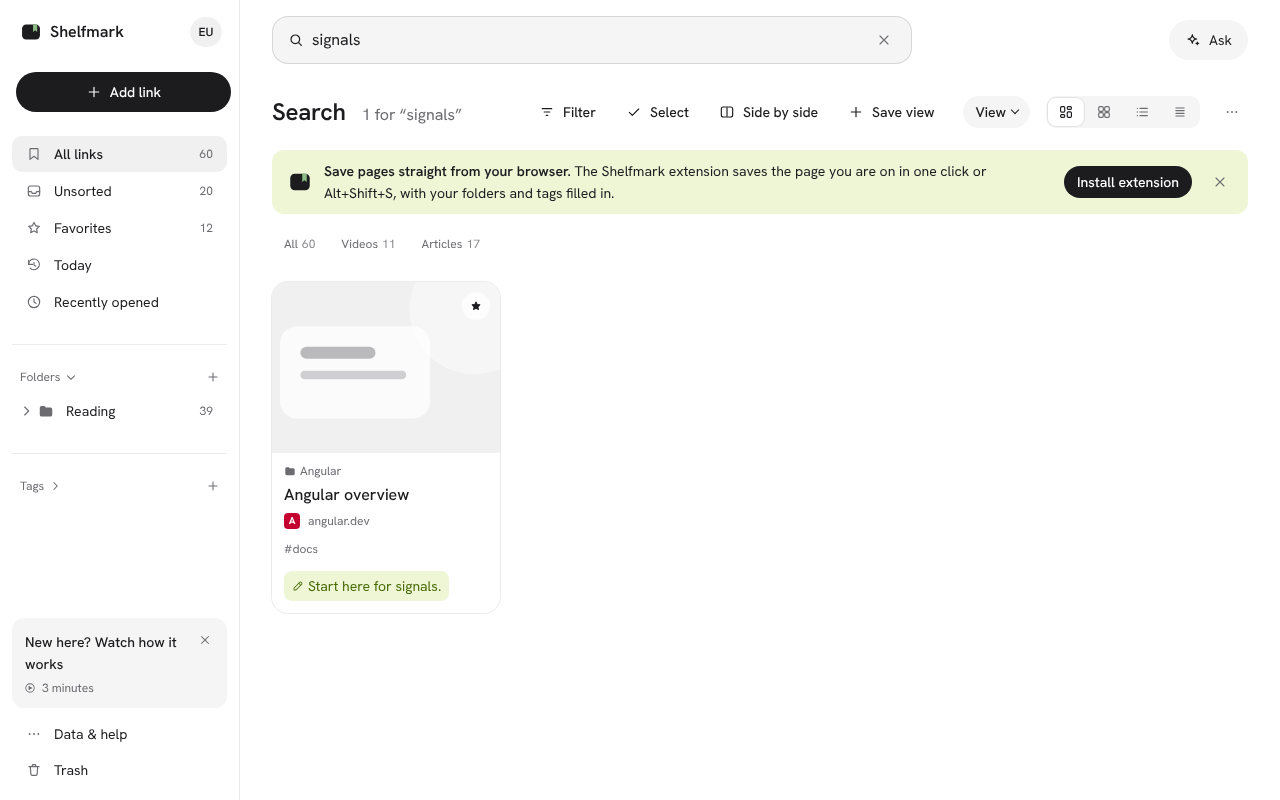 Shelfmark
EU
Add link
All links 60
Unsorted 20
Favorites 12
Today
Recently opened
Folders
Reading 39
Tags
New here? Watch how it
works
3 minutes
Data & help
Trash
signals
Ask
Search 1 for “signals”
Filter
Select
Side by side
Save view
View
Save pages straight from your browser. The Shelfmark extension saves the page you are on in one click or
Alt+Shift+S, with your folders and tags filled in.
Install extension
All 60
Videos 11
Articles 17
Angular
Angular overview
A angular.dev
#docs
Start here for signals.